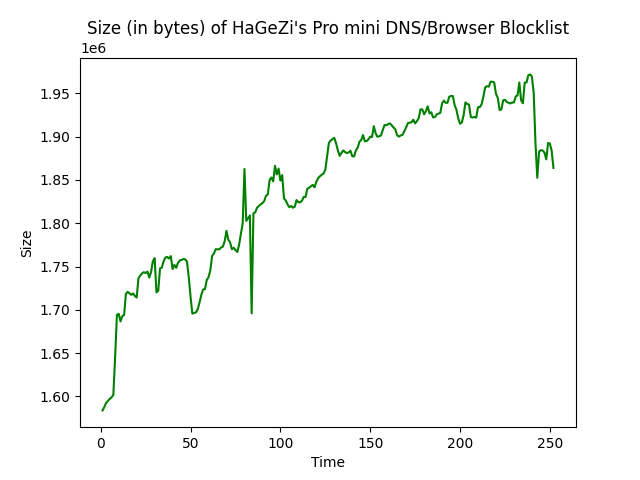 Size (in bytes) of HaGeZi's Pro mini DNS/Browser Blocklist
1e6
1.95
1.90
1.85
1.80
1.75
1.70
1.65
1.60
Size
0 50 100 150 200 250
Time